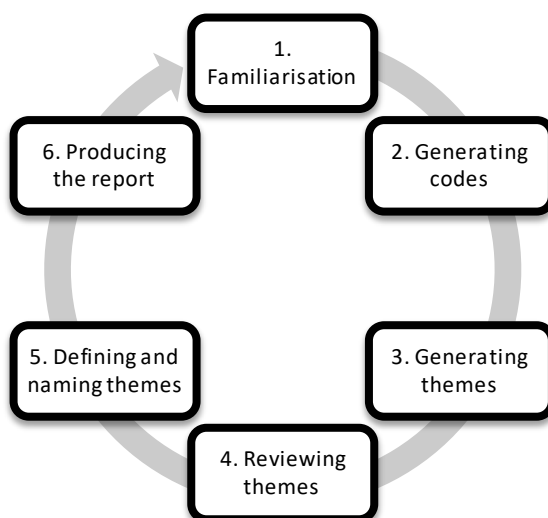 1.
Familiarisation
2. Generating
codes
3. Generating
themes
4. Reviewing
themes
5. Defining and
naming themes
6. Producing
the report